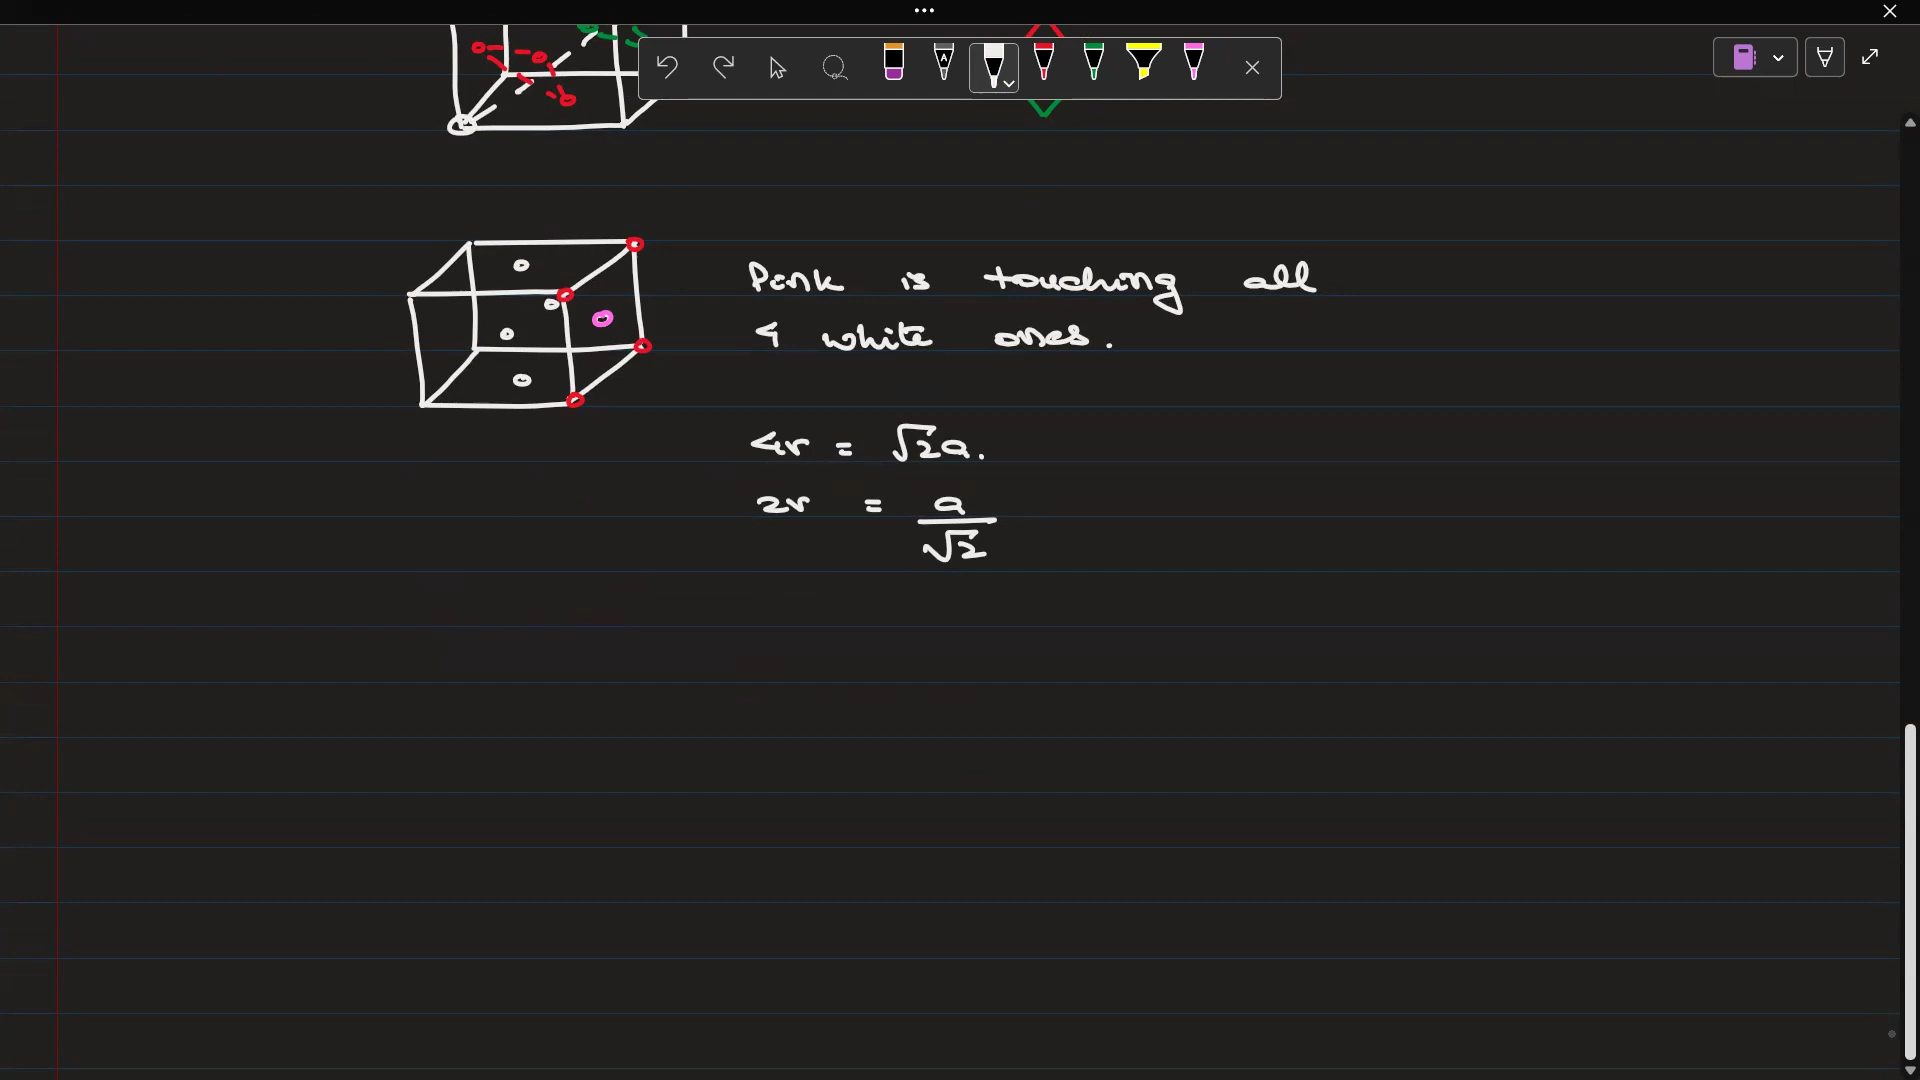 Pink is touching all
4 white ones.
4r = √2a.
2r = a/√2